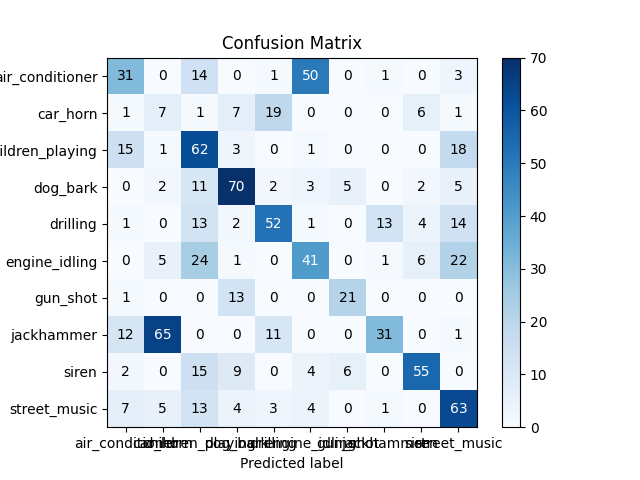 Confusion Matrix
air_conditioner 31 0 14 0 1 50 0 1 0 3
car_horn 1 7 1 7 19 0 0 0 6 1
ildren_playing 15 1 62 3 0 1 0 0 0 18
dog_bark 0 2 11 70 2 3 5 0 2 5
drilling 1 0 13 2 52 1 0 13 4 14
engine_idling 0 5 24 1 0 41 0 1 6 22
gun_shot 1 0 0 13 0 0 21 0 0 0
jackhammer 12 65 0 0 11 0 0 31 0 1
siren 2 0 15 9 0 4 6 0 55 0
street_music 7 5 13 4 3 4 0 1 0 63
70
60
50
40
30
20
10
0
street_music
Predicted label